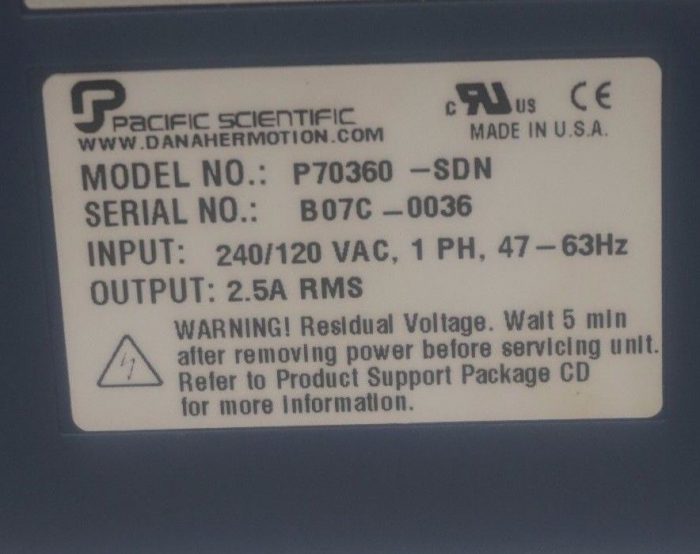 PACIFIC SCIENTIFIC
WWW.DANAHERMOTION.COM
c RU US CE
MADE IN U.S.A.
MODEL NO.: P70360 -SDN
SERIAL NO.: B07C -0036
INPUT: 240/120 VAC, 1 PH, 47-63Hz
OUTPUT: 2.5A RMS
WARNING! Residual Voltage. Wait 5 min
after removing power before servicing unit.
Refer to Product Support Package CD
for more Information.